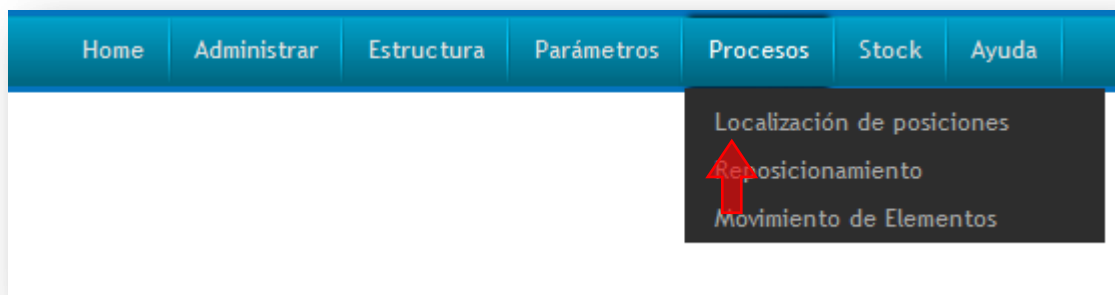 Home Administrar Estructura Parámetros Procesos Stock Ayuda
Localización de posiciones
Reposicionamiento
Movimiento de Elementos